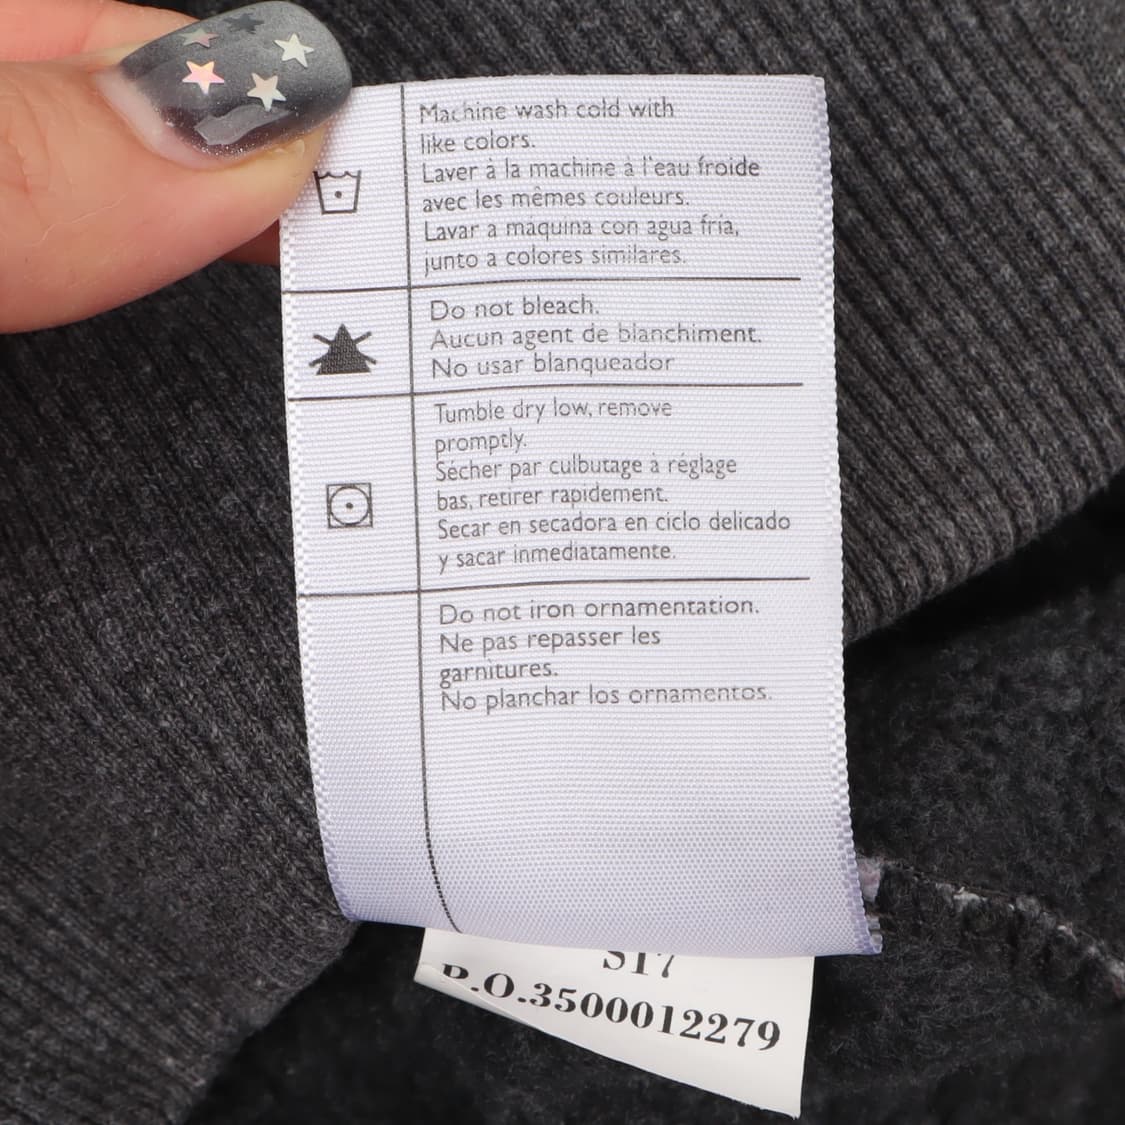 Machine wash cold with
like colors.
Laver à la machine à l'eau froide
avec les mêmes couleurs.
Lavar a máquina con agua fría,
junto a colores similares.
Do not bleach.
Aucun agent de blanchiment.
No usar blanqueador
Tumble dry low, remove
promptly.
Sécher par culbutage à réglage
bas, retirer rapidement.
Secar en secadora en ciclo delicado
y sacar inmediatamente.
Do not iron ornamentation.
Ne pas repasser les
garnitures.
No planchar los ornamentos.
S17
P.O.3500012279